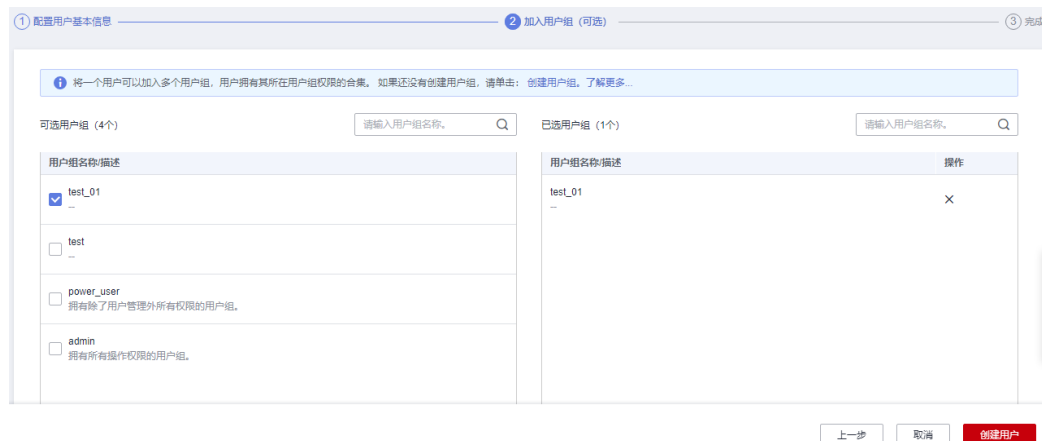 1 配置用户基本信息
2 加入用户组（可选）
3 完成
将一个用户可以加入多个用户组，用户拥有其所在用户组权限的合集。 如果还没有创建用户组，请单击： 创建用户组。了解更多...
可选用户组（4个）
请输入用户组名称。
用户组名称/描述
test_01
--
test
--
power_user
拥有除了用户管理外所有权限的用户组。
admin
拥有所有操作权限的用户组。
已选用户组（1个）
请输入用户组名称。
用户组名称/描述 操作
test_01
--
上一步 取消 创建用户